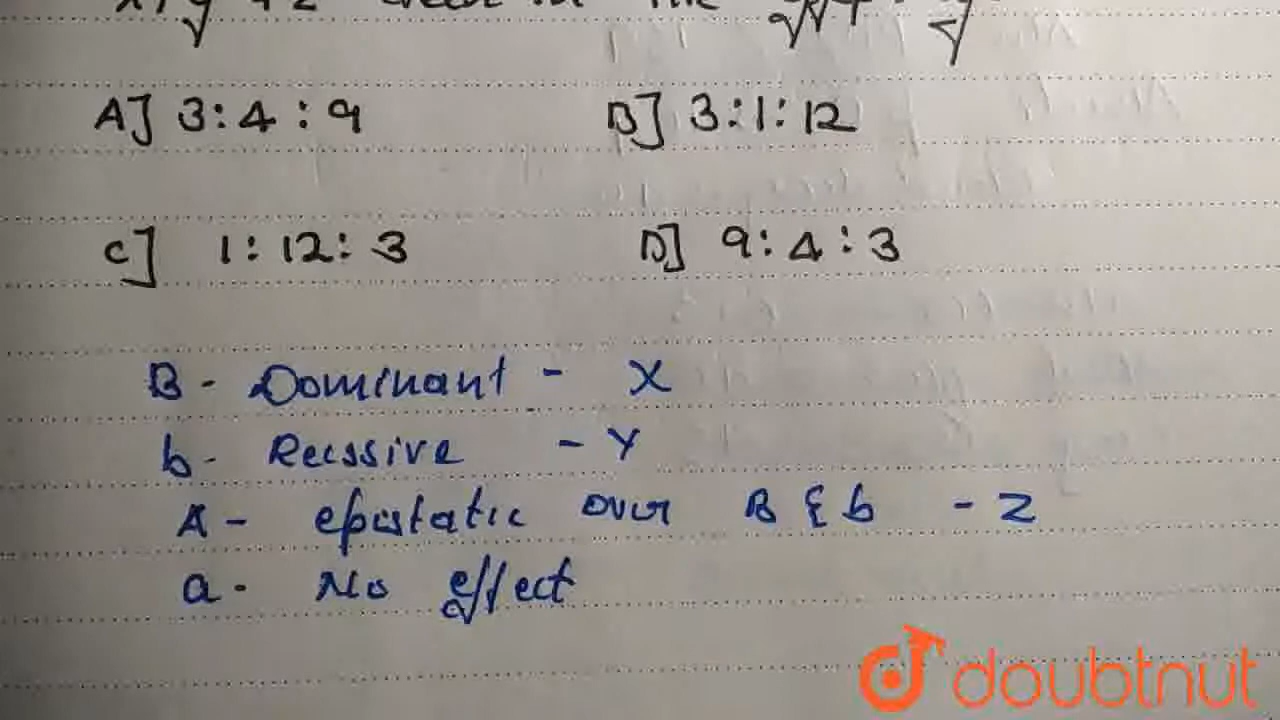 A] 3:4:9 B] 3:1:12
C] 1:12:3 D] 9:4:3
B - Dominant - X
b - Recssive - Y
A - epistatic over B & b - Z
a - No effect
doubtnut